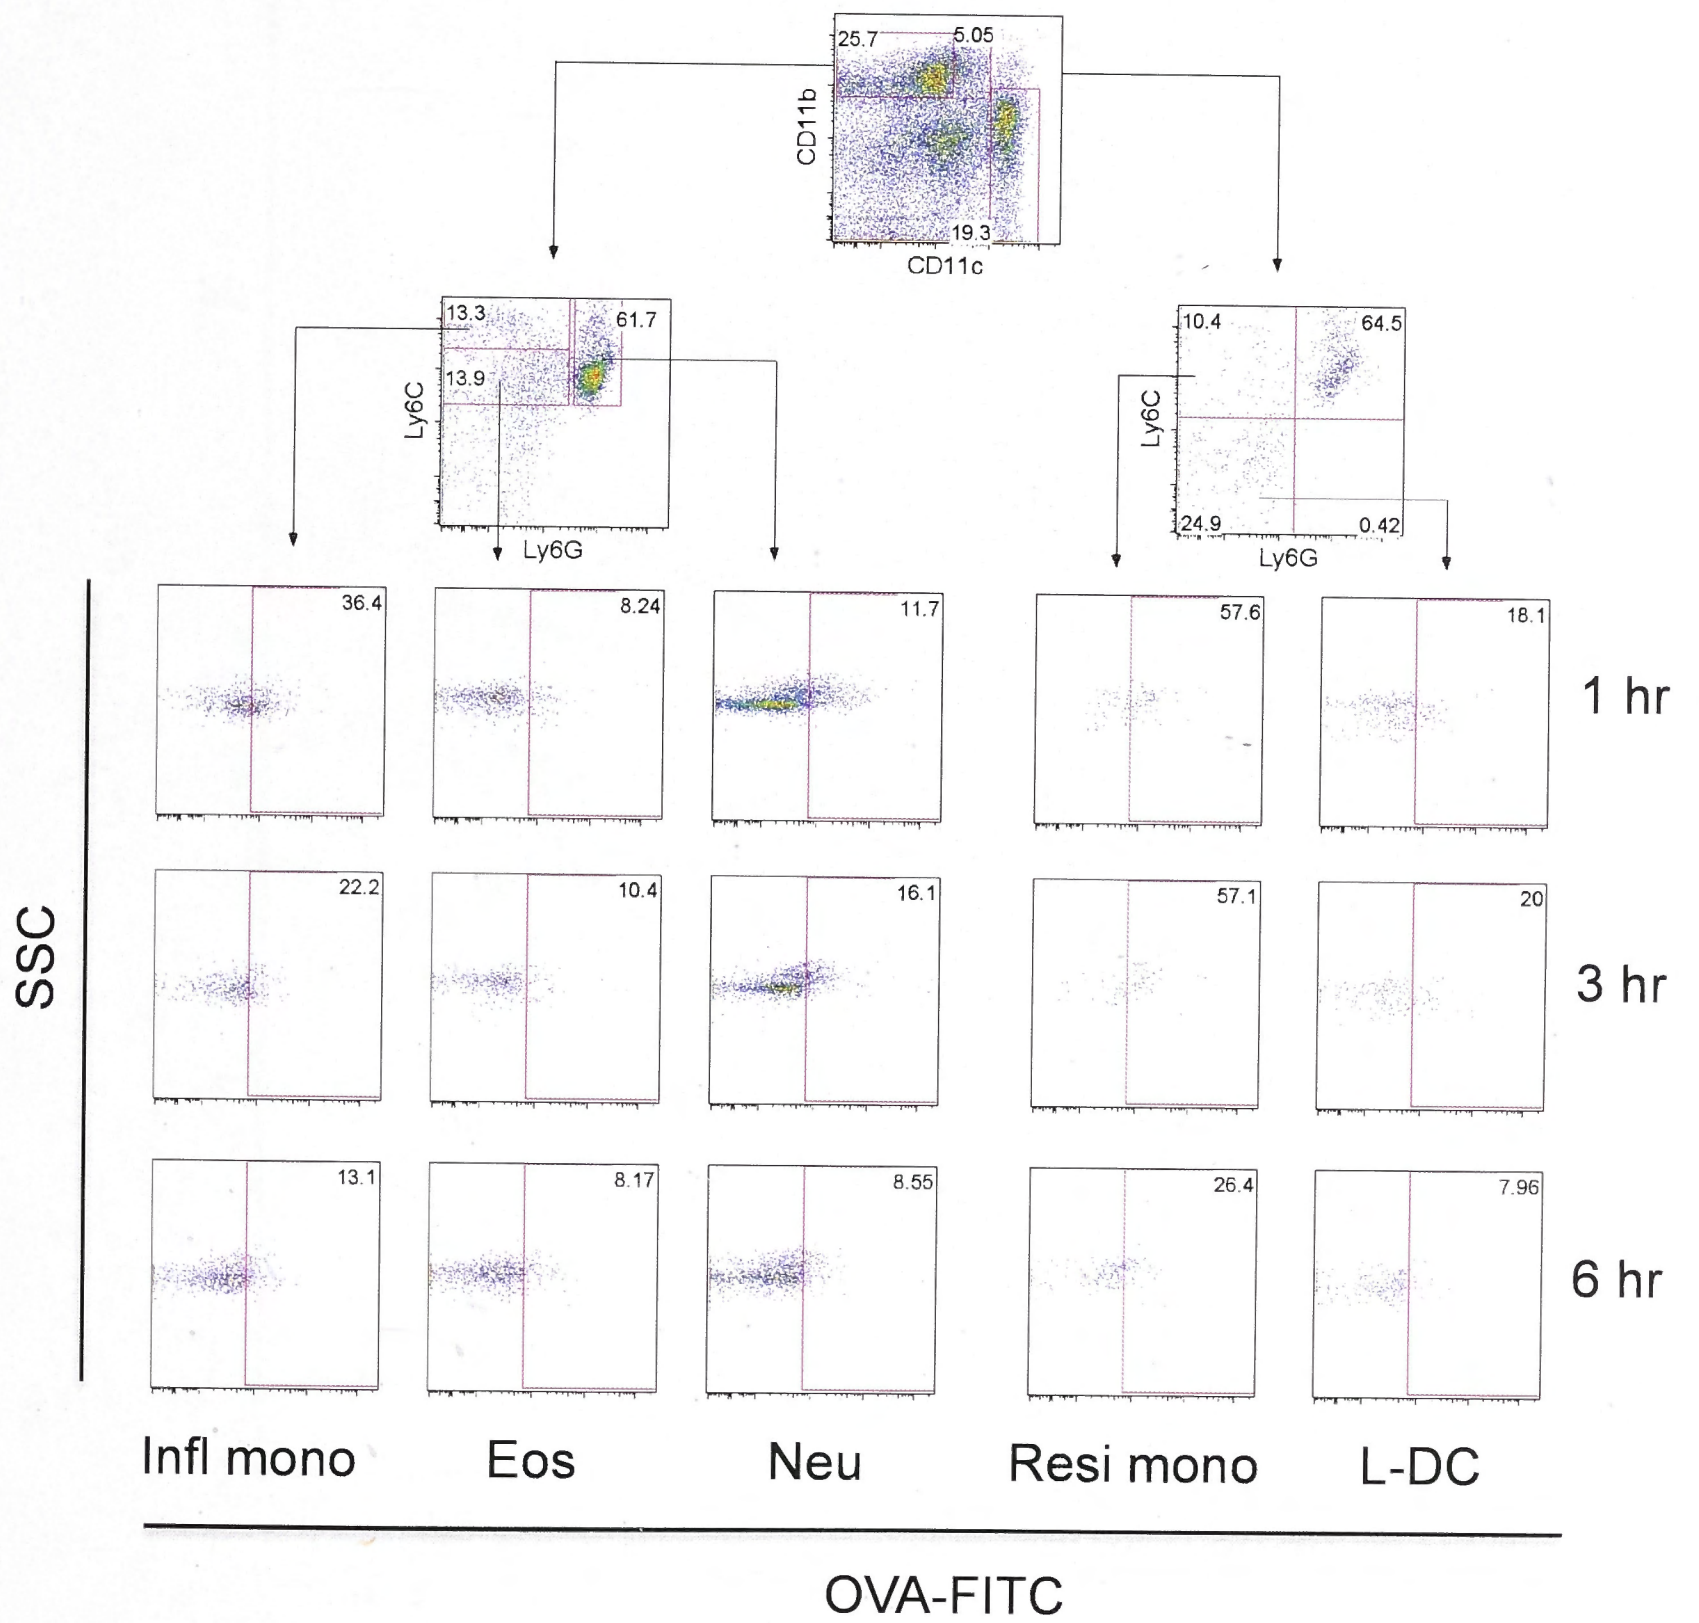 25.7 5.05
CD11b
19.3
CD11c
13.3 61.7
13.9
Ly6C
Ly6G
10.4 64.5
Ly6C
24.9 0.42
Ly6G
36.4 8.24 11.7 57.6 18.1
1 hr
22.2 10.4 16.1 57.1 20
3 hr
13.1 8.17 8.55 26.4 7.96
6 hr
SSC
Infl mono Eos Neu Resi mono L-DC
OVA-FITC